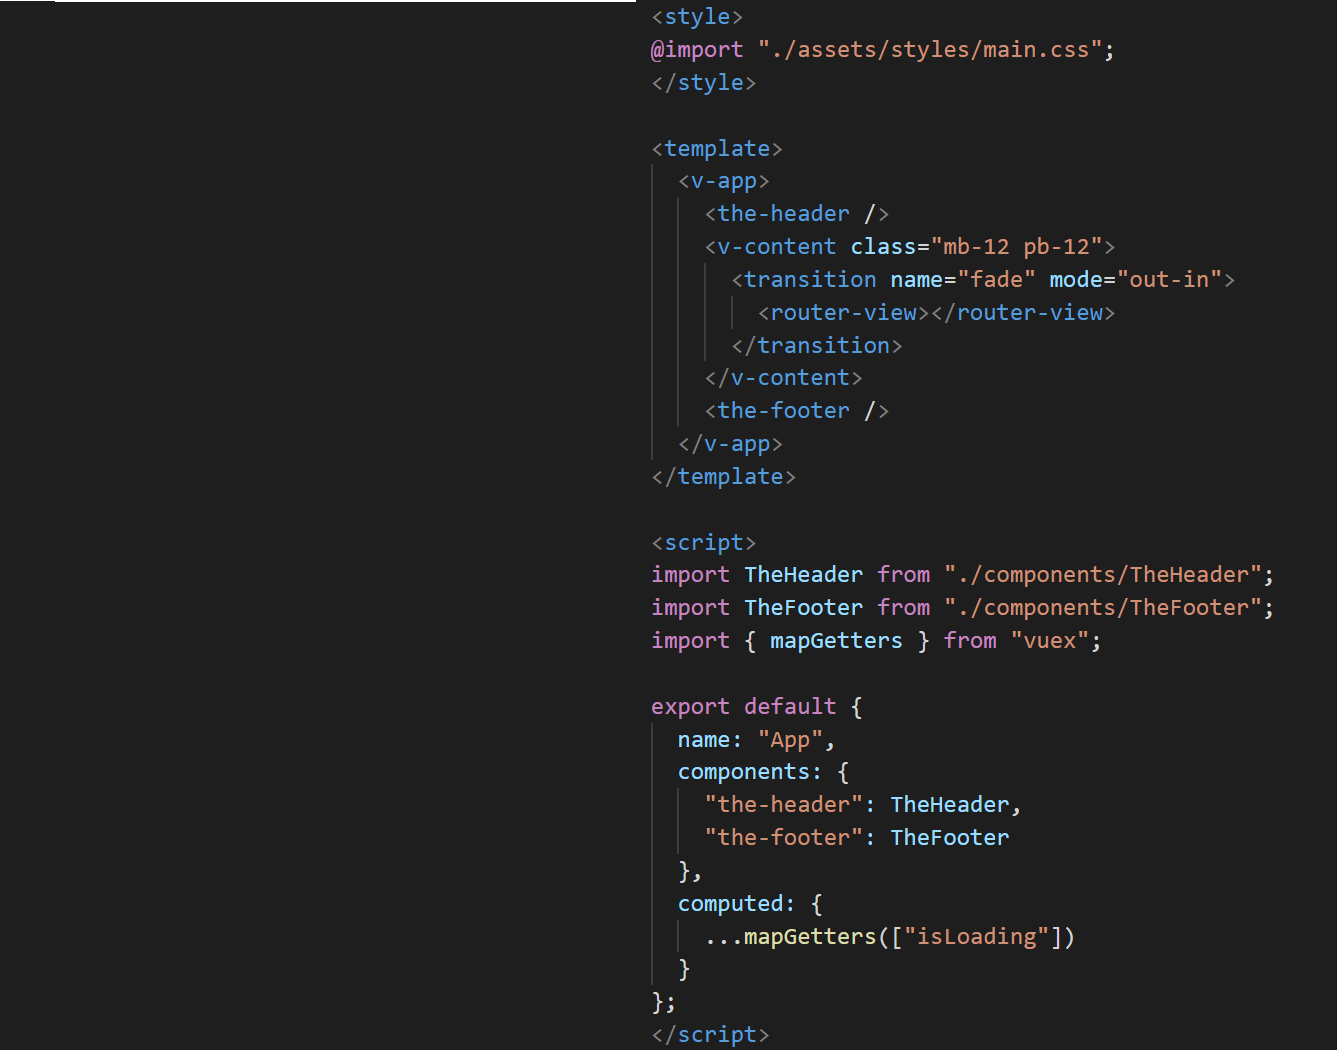 <style>
@import "./assets/styles/main.css";
</style>
<template>
<v-app>
<the-header />
<v-content class="mb-12 pb-12">
<transition name="fade" mode="out-in">
<router-view></router-view>
</transition>
</v-content>
<the-footer />
</v-app>
</template>
<script>
import TheHeader from "./components/TheHeader";
import TheFooter from "./components/TheFooter";
import { mapGetters } from "vuex";
export default {
name: "App",
components: {
"the-header": TheHeader,
"the-footer": TheFooter
},
computed: {
...mapGetters(["isLoading"])
}
};
</script>